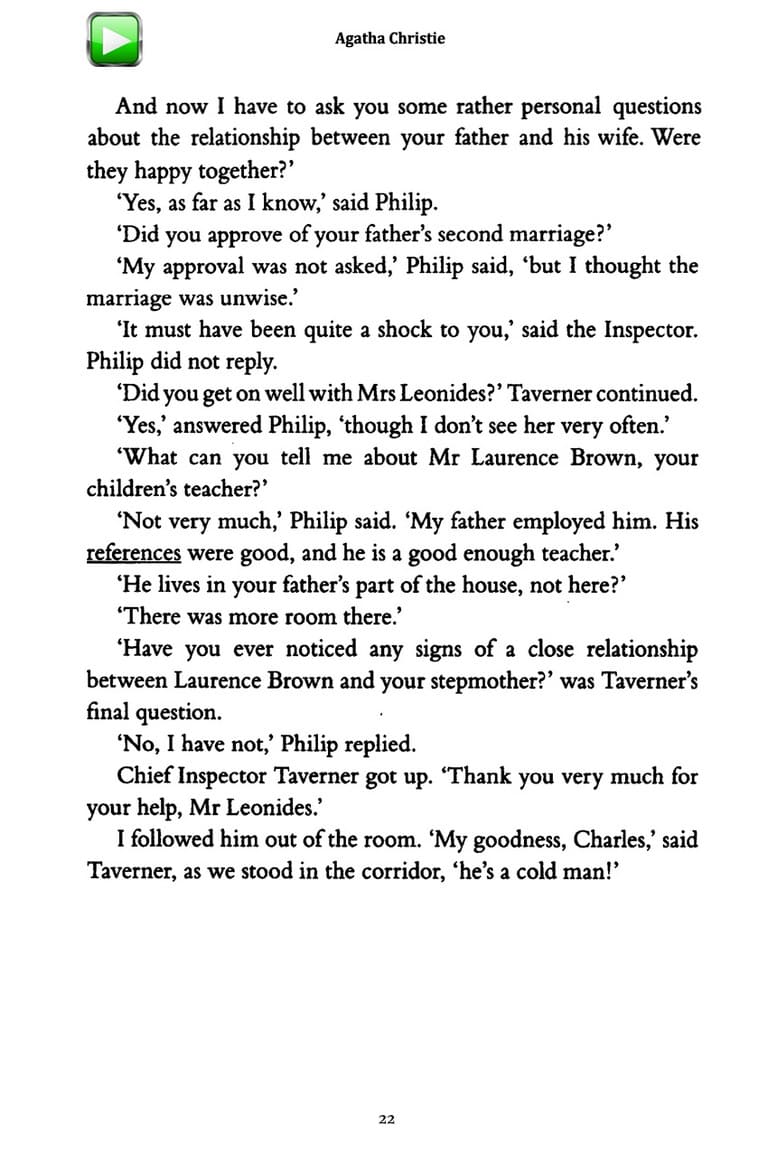 Agatha Christie
And now I have to ask you some rather personal questions
about the relationship between your father and his wife. Were
they happy together?’
‘Yes, as far as I know,’ said Philip.
‘Did you approve of your father’s second marriage?’
‘My approval was not asked,’ Philip said, ‘but I thought the
marriage was unwise.’
‘It must have been quite a shock to you,’ said the Inspector.
Philip did not reply.
‘Did you get on well with Mrs Leonides?’ Taverner continued.
‘Yes,’ answered Philip, ‘though I don’t see her very often.’
‘What can you tell me about Mr Laurence Brown, your
children’s teacher?’
‘Not very much,’ Philip said. ‘My father employed him. His
references were good, and he is a good enough teacher.’
‘He lives in your father’s part of the house, not here?’
‘There was more room there.’
‘Have you ever noticed any signs of a close relationship
between Laurence Brown and your stepmother?’ was Taverner’s
final question.
‘No, I have not,’ Philip replied.
Chief Inspector Taverner got up. ‘Thank you very much for
your help, Mr Leonides.’
I followed him out of the room. ‘My goodness, Charles,’ said
Taverner, as we stood in the corridor, ‘he’s a cold man!’
22